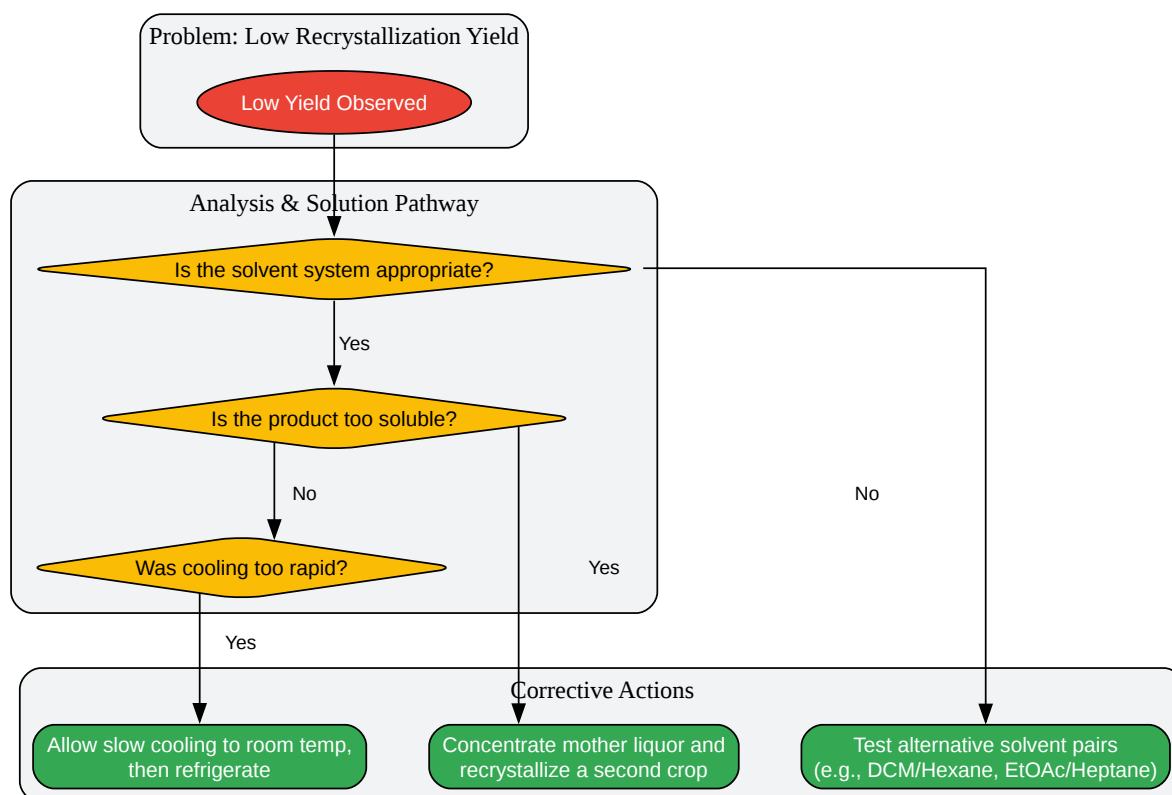 Problem: Low Recrystallization Yield
Low Yield Observed
Analysis & Solution Pathway
Is the solvent system appropriate?
Yes
Is the product too soluble?
No
No
Was cooling too rapid?
Yes
Yes
Corrective Actions
Allow slow cooling to room temp,
then refrigerate
Concentrate mother liquor and
recrystallize a second crop
Test alternative solvent pairs
(e.g., DCM/Hexane, EtOAc/Heptane)